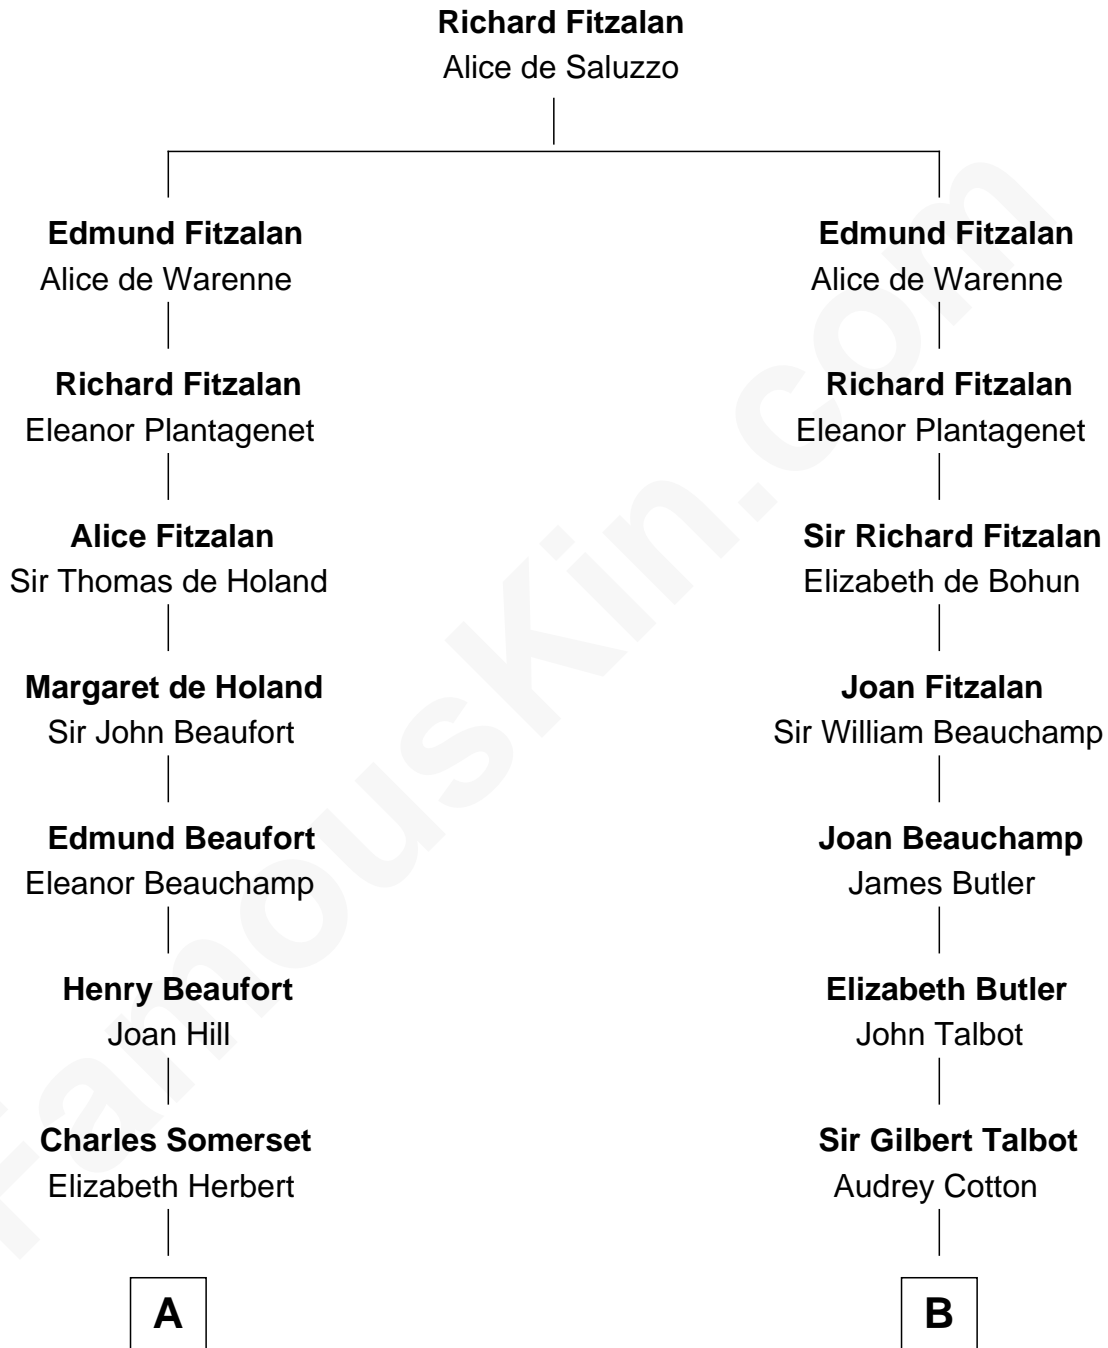 Richard Fitzalan
Alice de Saluzzo
Edmund Fitzalan
Alice de Warenne
Richard Fitzalan
Eleanor Plantagenet
Alice Fitzalan
Sir Thomas de Holand
Margaret de Holand
Sir John Beaufort
Edmund Beaufort
Eleanor Beauchamp
Henry Beaufort
Joan Hill
Charles Somerset
Elizabeth Herbert
A
Edmund Fitzalan
Alice de Warenne
Richard Fitzalan
Eleanor Plantagenet
Sir Richard Fitzalan
Elizabeth de Bohun
Joan Fitzalan
Sir William Beauchamp
Joan Beauchamp
James Butler
Elizabeth Butler
John Talbot
Sir Gilbert Talbot
Audrey Cotton
B
FamousKin.com